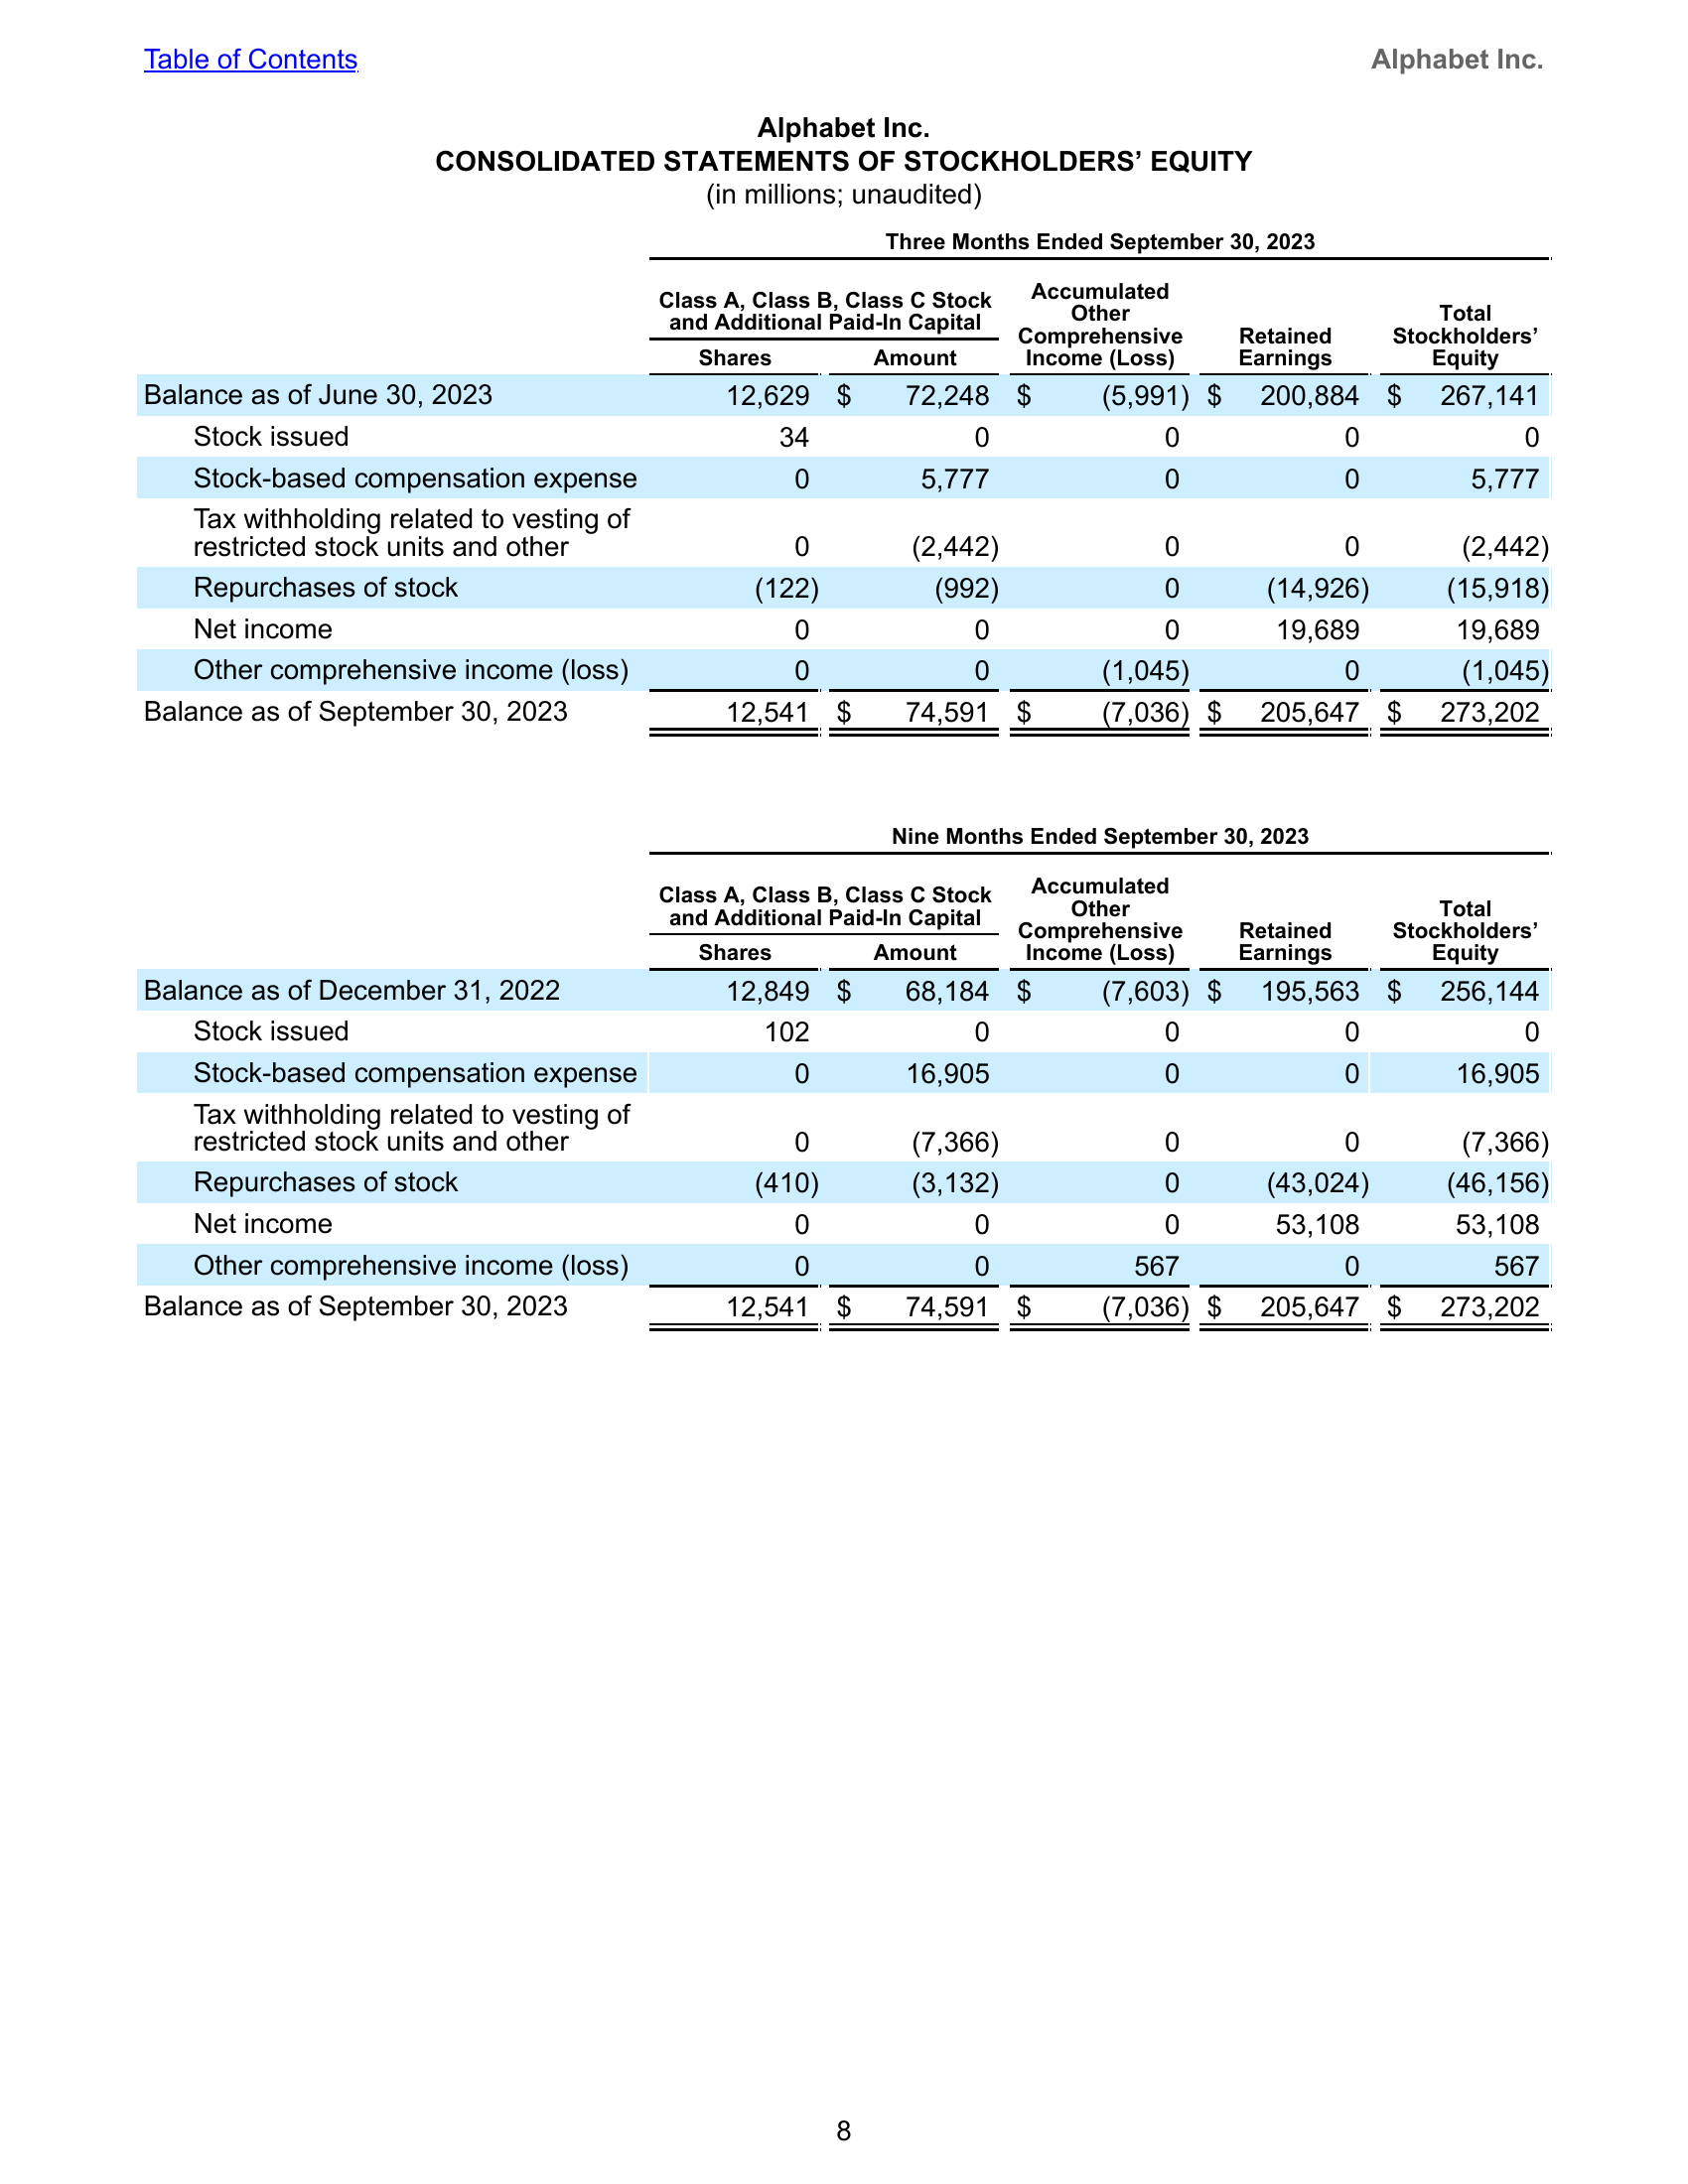 Table of Contents
Alphabet Inc.
Alphabet Inc.
CONSOLIDATED STATEMENTS OF STOCKHOLDERS’ EQUITY
(in millions; unaudited)
Three Months Ended September 30, 2023
Class A, Class B, Class C Stock
and Additional Paid-In Capital
Accumulated
Other
Comprehensive
Income (Loss)
Retained
Earnings
Total
Stockholders’
Equity
Shares Amount
Balance as of June 30, 2023 12,629 $ 72,248 $ (5,991) $ 200,884 $ 267,141
Stock issued 34 0 0 0 0
Stock-based compensation expense 0 5,777 0 0 5,777
Tax withholding related to vesting of
restricted stock units and other 0 (2,442) 0 0 (2,442)
Repurchases of stock (122) (992) 0 (14,926) (15,918)
Net income 0 0 0 19,689 19,689
Other comprehensive income (loss) 0 0 (1,045) 0 (1,045)
Balance as of September 30, 2023 12,541 $ 74,591 $ (7,036) $ 205,647 $ 273,202
Nine Months Ended September 30, 2023
Class A, Class B, Class C Stock
and Additional Paid-In Capital
Accumulated
Other
Comprehensive
Income (Loss)
Retained
Earnings
Total
Stockholders’
Equity
Shares Amount
Balance as of December 31, 2022 12,849 $ 68,184 $ (7,603) $ 195,563 $ 256,144
Stock issued 102 0 0 0 0
Stock-based compensation expense 0 16,905 0 0 16,905
Tax withholding related to vesting of
restricted stock units and other 0 (7,366) 0 0 (7,366)
Repurchases of stock (410) (3,132) 0 (43,024) (46,156)
Net income 0 0 0 53,108 53,108
Other comprehensive income (loss) 0 0 567 0 567
Balance as of September 30, 2023 12,541 $ 74,591 $ (7,036) $ 205,647 $ 273,202
8